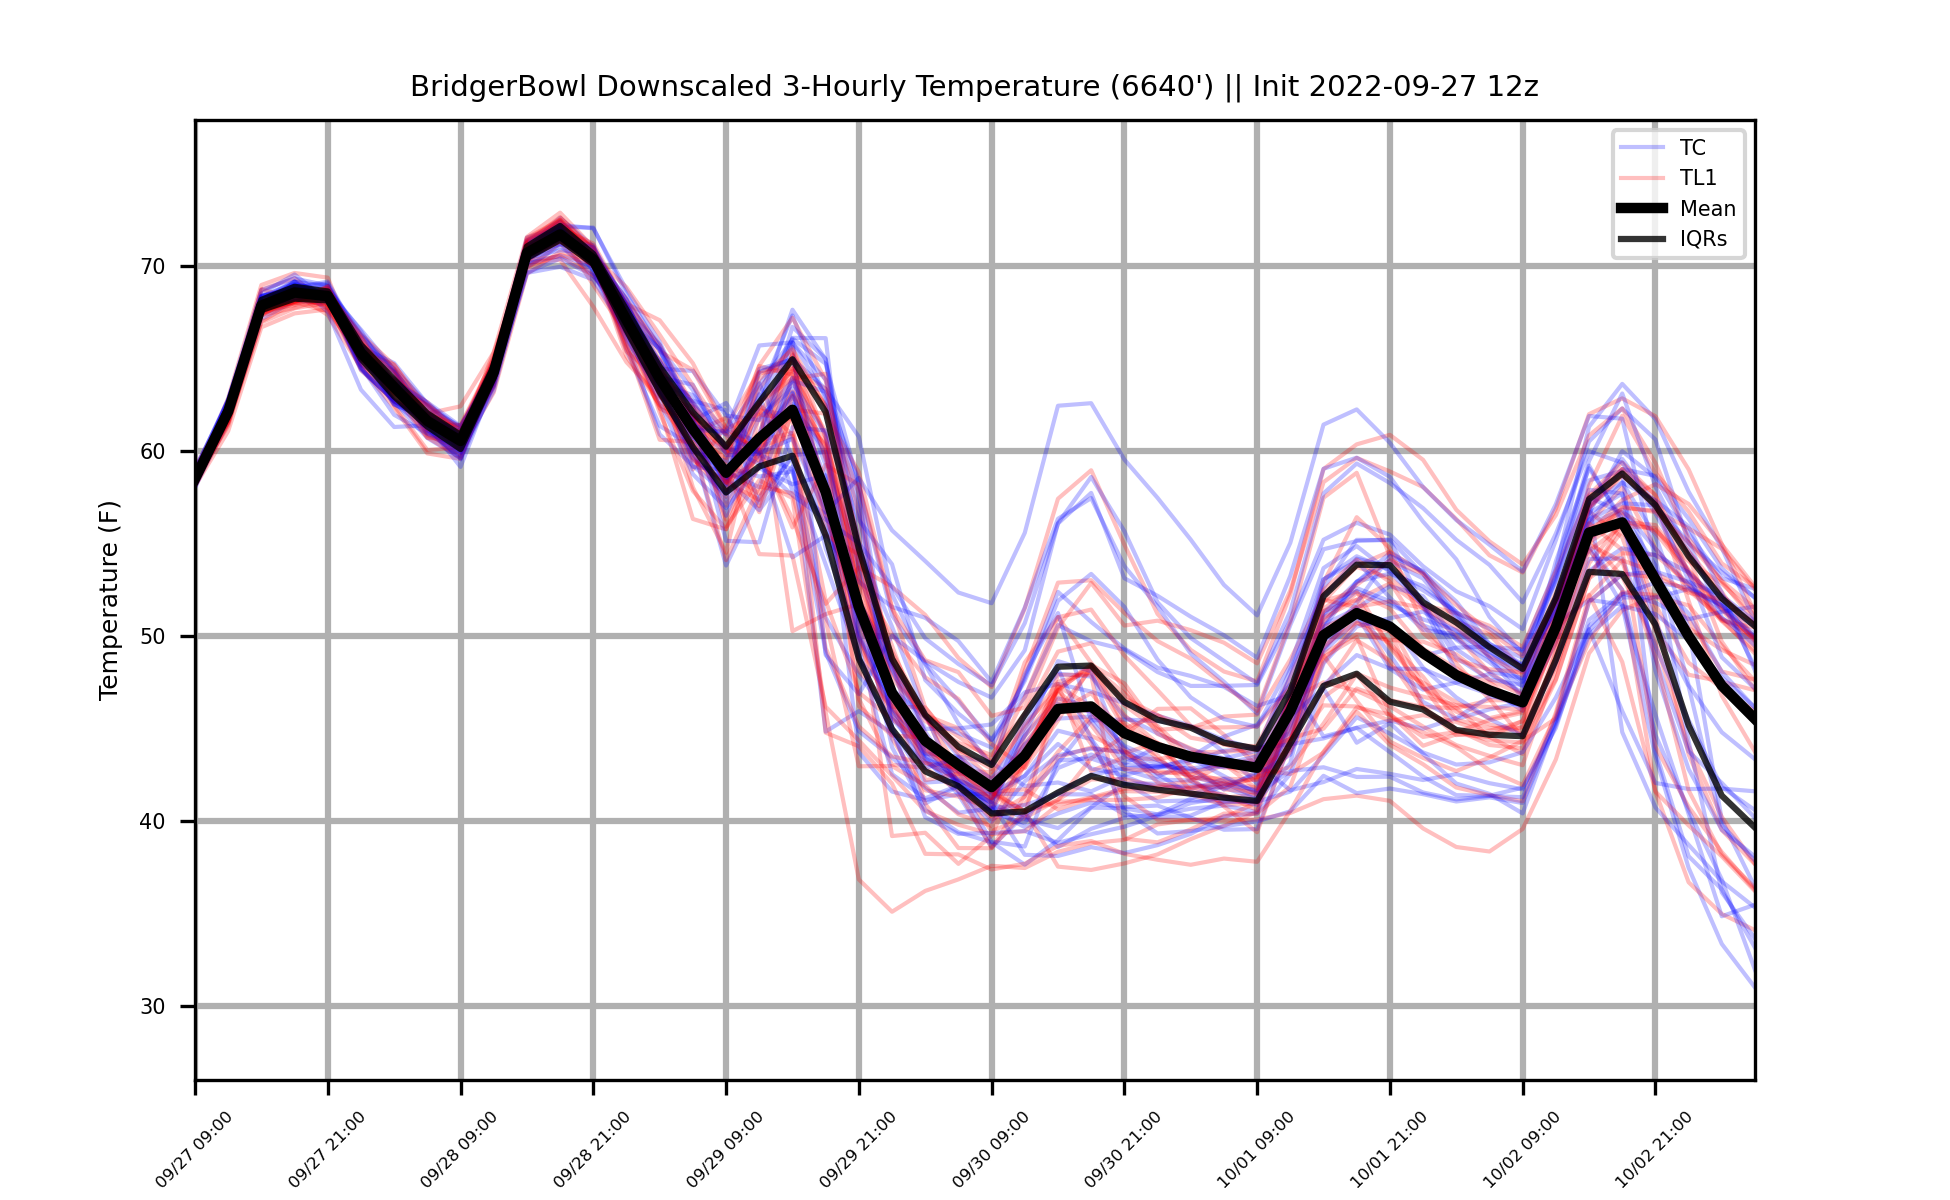 BridgerBowl Downscaled 3-Hourly Temperature (6640') || Init 2022-09-27 12z
TC
TL1
Mean
IQRs
Temperature (F)
70
60
50
40
30
09/27 09:00
09/27 21:00
09/28 09:00
09/28 21:00
09/29 09:00
09/29 21:00
09/30 09:00
09/30 21:00
10/01 09:00
10/01 21:00
10/02 09:00
10/02 21:00